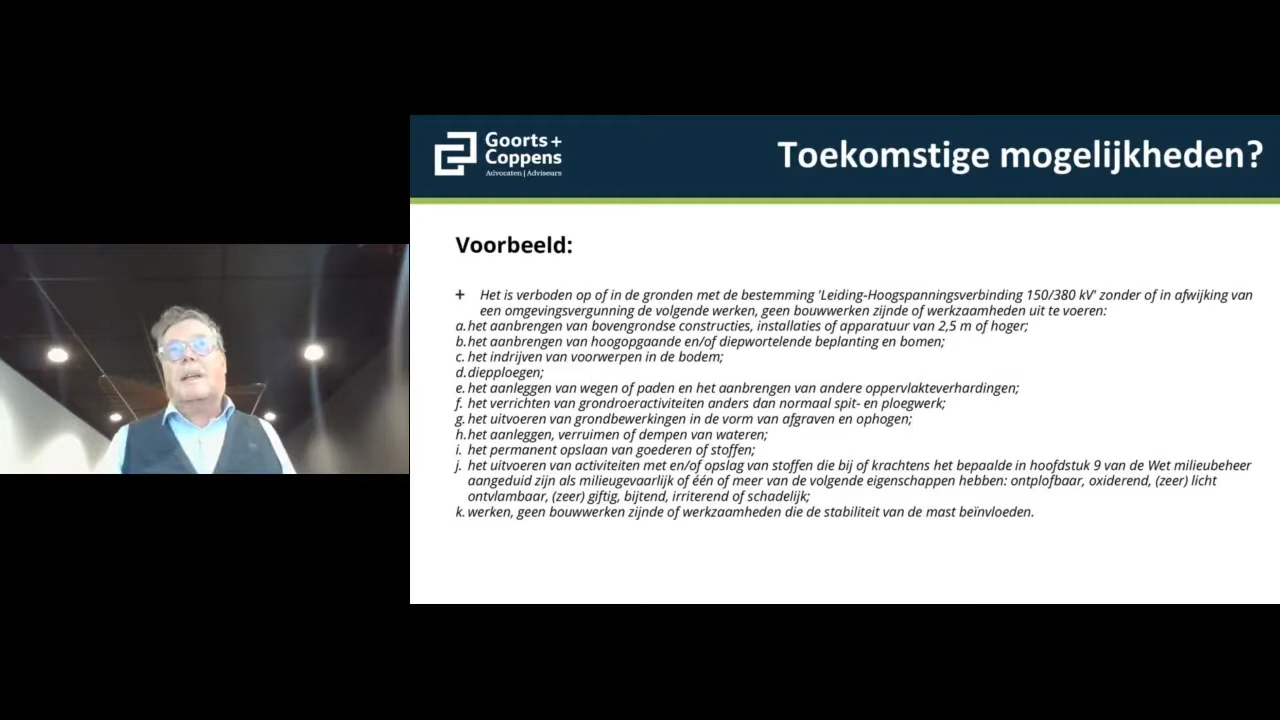 Goorts+
Coppens
Advocaten | Adviseurs
Toekomstige mogelijkheden?
Voorbeeld:
+ Het is verboden op of in de gronden met de bestemming 'Leiding-Hoogspanningsverbinding 150/380 kV' zonder of in afwijking van
een omgevingsvergunning de volgende werken, geen bouwwerken zijnde of werkzaamheden uit te voeren:
a. het aanbrengen van bovengrondse constructies, installaties of apparatuur van 2,5 m of hoger;
b. het aanbrengen van hoogopgaande en/of diepwortelende beplanting en bomen;
c. het indrijven van voorwerpen in de bodem;
d. diepploegen;
e. het aanleggen van wegen of paden en het aanbrengen van andere oppervlakteverhardingen;
f. het verrichten van grondroeractiviteiten anders dan normaal spit- en ploegwerk;
g. het uitvoeren van grondbewerkingen in de vorm van afgraven en ophogen;
h. het aanleggen, verruimen of dempen van wateren;
i. het permanent opslaan van goederen of stoffen;
j. het uitvoeren van activiteiten met en/of opslag van stoffen die bij of krachtens het bepaalde in hoofdstuk 9 van de Wet milieubeheer
aangeduid zijn als milieugevaarlijk of één of meer van de volgende eigenschappen hebben: ontplofbaar, oxiderend, (zeer) licht
ontvlambaar, (zeer) giftig, bijtend, irriterend of schadelijk;
k. werken, geen bouwwerken zijnde of werkzaamheden die de stabiliteit van de mast beïnvloeden.